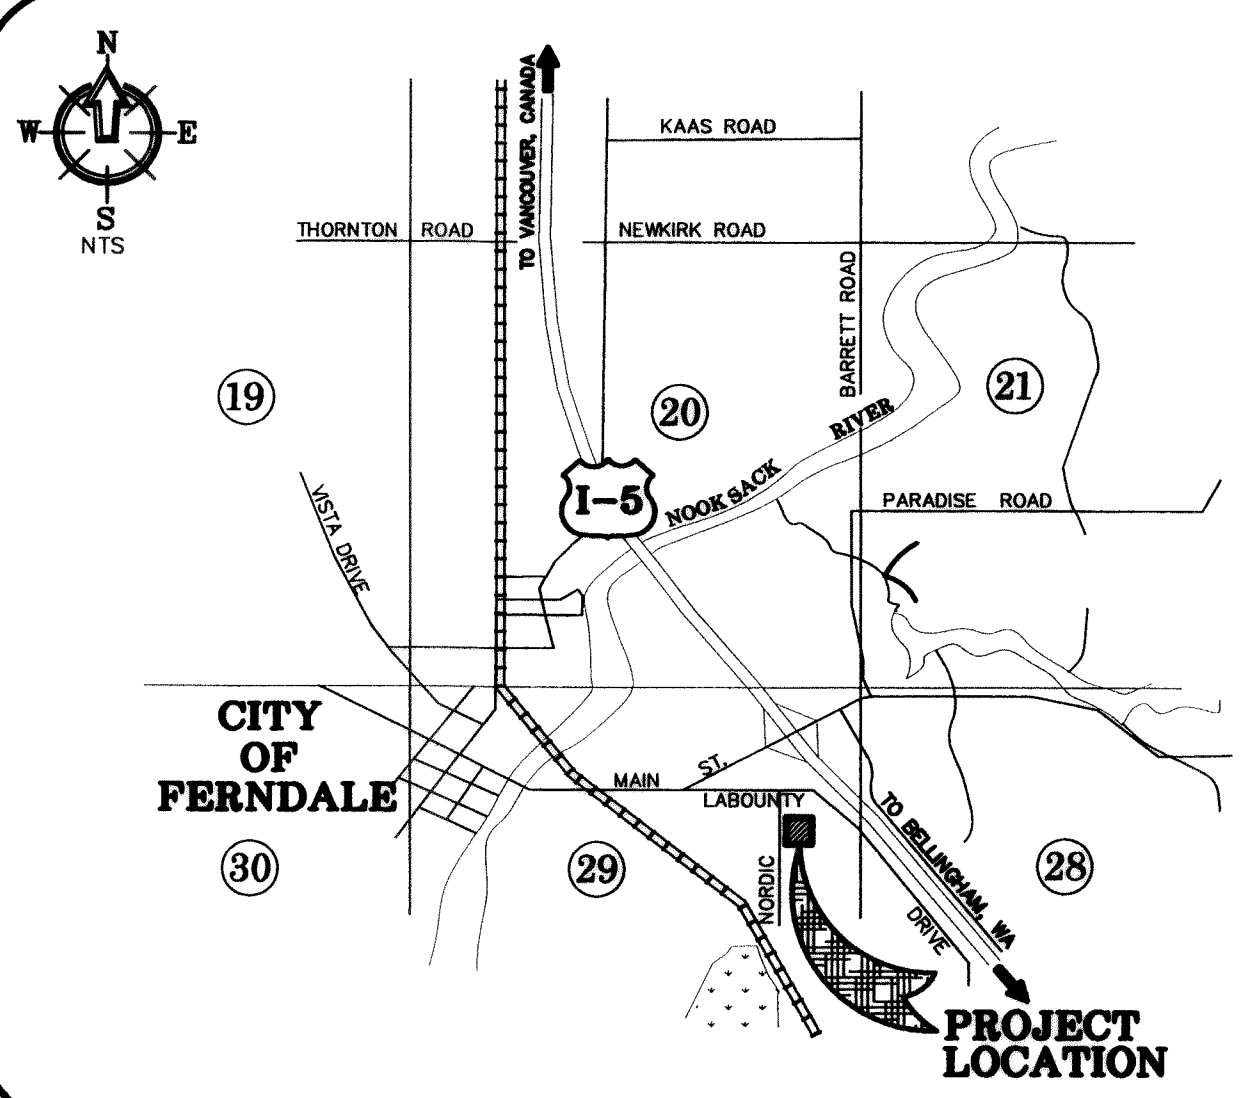 N
W
E
S
NTS
TO VANCOUVER, CANADA
KAAS ROAD
THORNTON ROAD
NEWKIRK ROAD
BARRETT ROAD
19
20
21
RIVER
NOOKSACK
I-5
VISTA DRIVE
PARADISE ROAD
CITY
OF
FERNDALE
MAIN
ST.
LABOUNTY
TO BELLINGHAM, WA
30
29
28
NORDIC
DRIVE
PROJECT
LOCATION